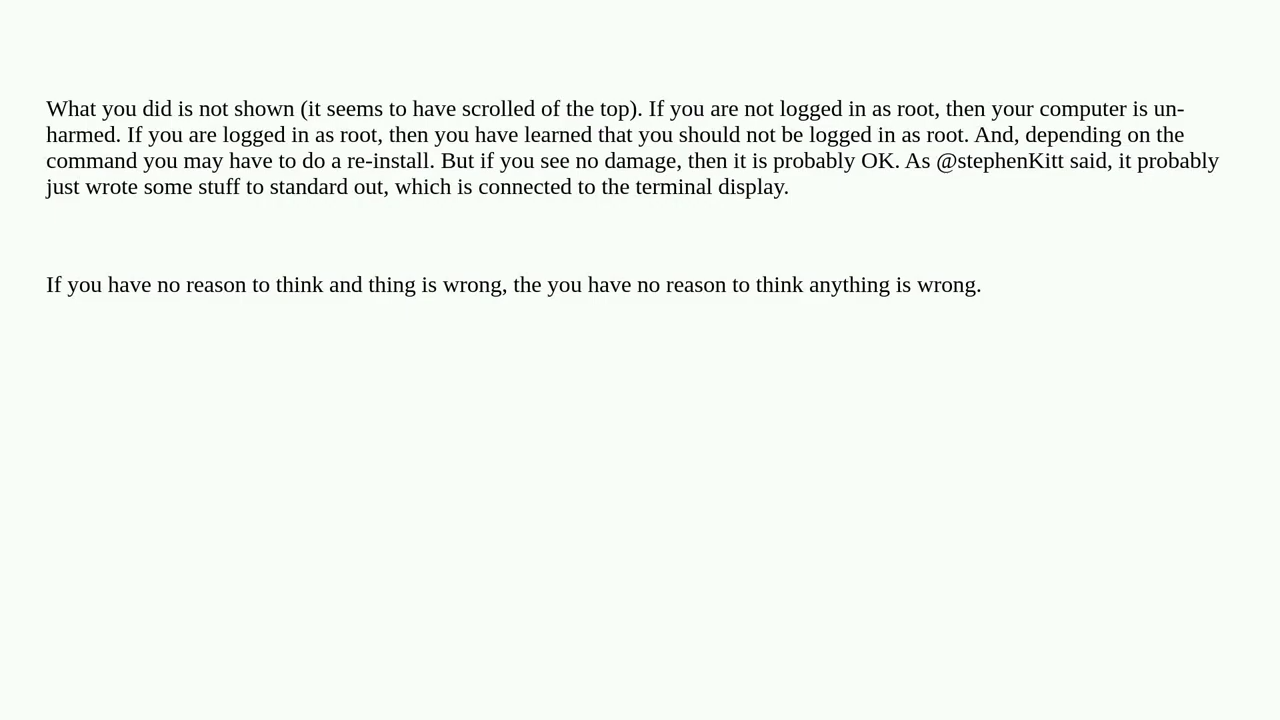 What you did is not shown (it seems to have scrolled of the top). If you are not logged in as root, then your computer is un-
harmed. If you are logged in as root, then you have learned that you should not be logged in as root. And, depending on the
command you may have to do a re-install. But if you see no damage, then it is probably OK. As @stephenKitt said, it probably
just wrote some stuff to standard out, which is connected to the terminal display.
If you have no reason to think and thing is wrong, the you have no reason to think anything is wrong.